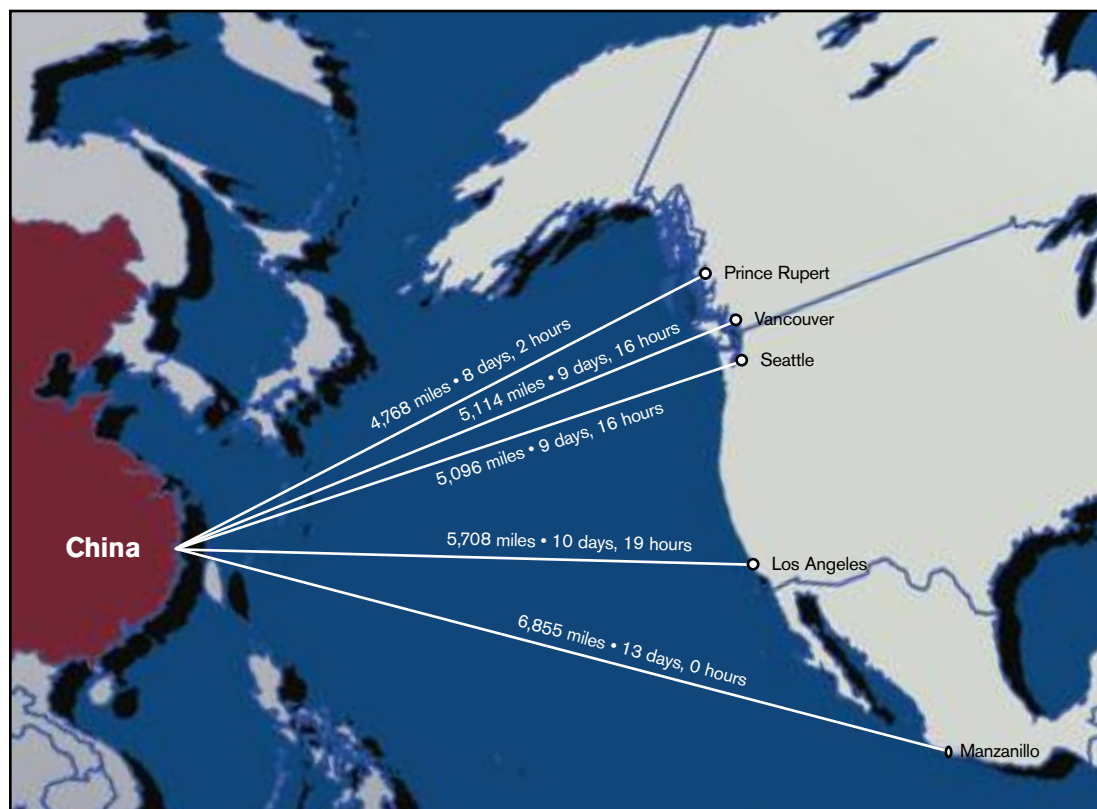 Prince Rupert
Vancouver
Seattle
4,768 miles • 8 days, 2 hours
5,114 miles • 9 days, 16 hours
5,096 miles • 9 days, 16 hours
China
5,708 miles • 10 days, 19 hours
Los Angeles
6,855 miles • 13 days, 0 hours
Manzanillo